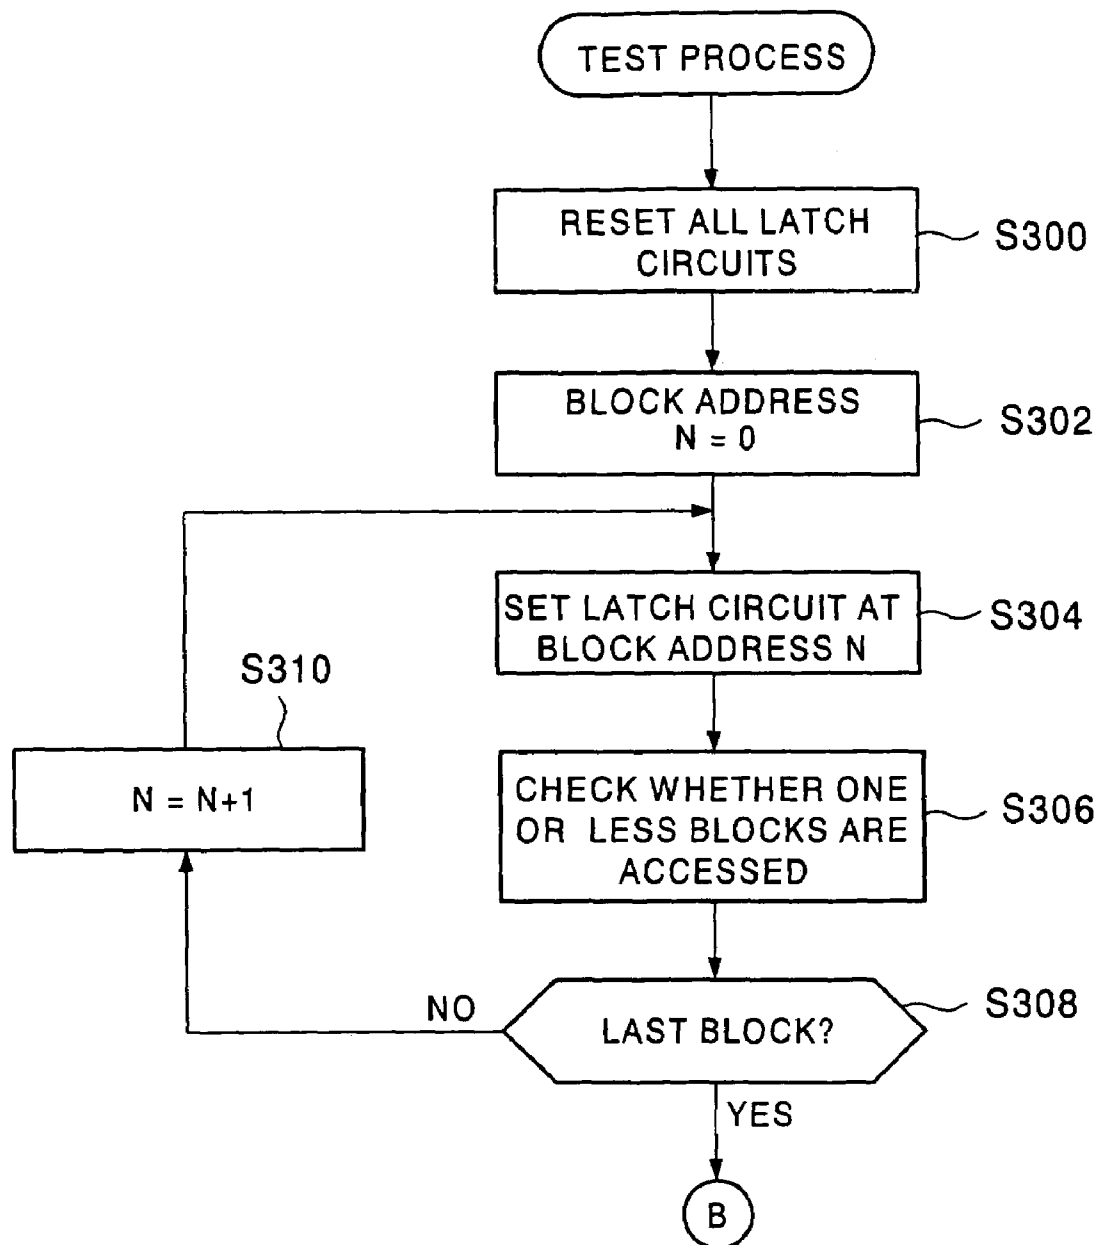 TEST PROCESS
RESET ALL LATCH
CIRCUITS
S300
BLOCK ADDRESS
N = 0
S302
SET LATCH CIRCUIT AT
BLOCK ADDRESS N
S304
S310
N = N+1
CHECK WHETHER ONE
OR LESS BLOCKS ARE
ACCESSED
S306
NO
LAST BLOCK?
S308
YES
B